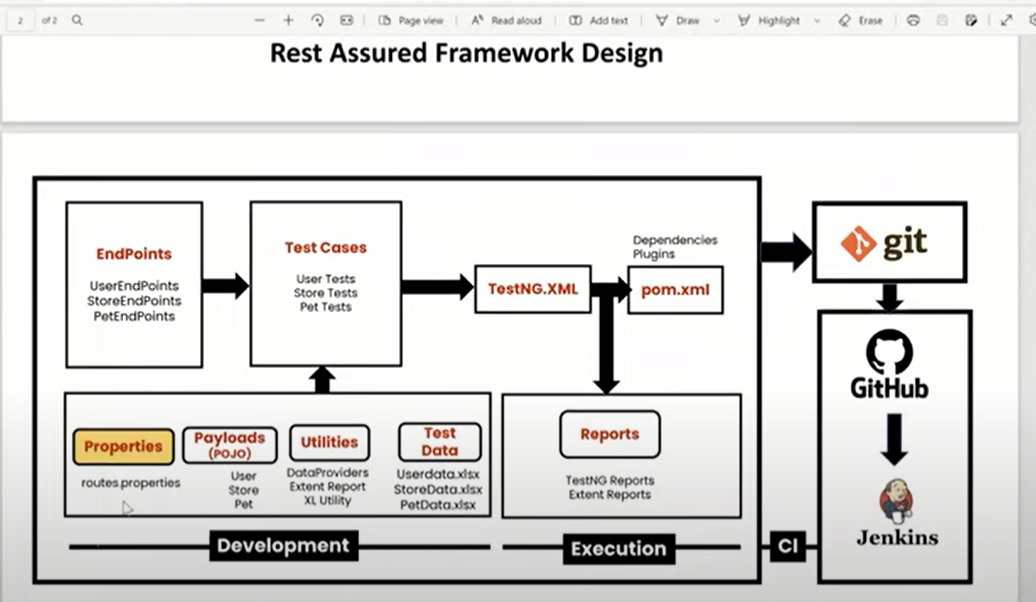 2 of 2
Page view
Read aloud
Add text
Draw
Highlight
Erase
Rest Assured Framework Design
EndPoints
UserEndPoints
StoreEndPoints
PetEndPoints
Test Cases
User Tests
Store Tests
Pet Tests
TestNG.XML
Dependencies
Plugins
pom.xml
git
GitHub
Jenkins
Properties
routes.properties
Payloads
(POJO)
User
Store
Pet
Utilities
DataProviders
Extent Report
XL Utility
Test
Data
Userdata.xlsx
StoreData.xlsx
PetData.xlsx
Reports
TestNG Reports
Extent Reports
Development
Execution
CI